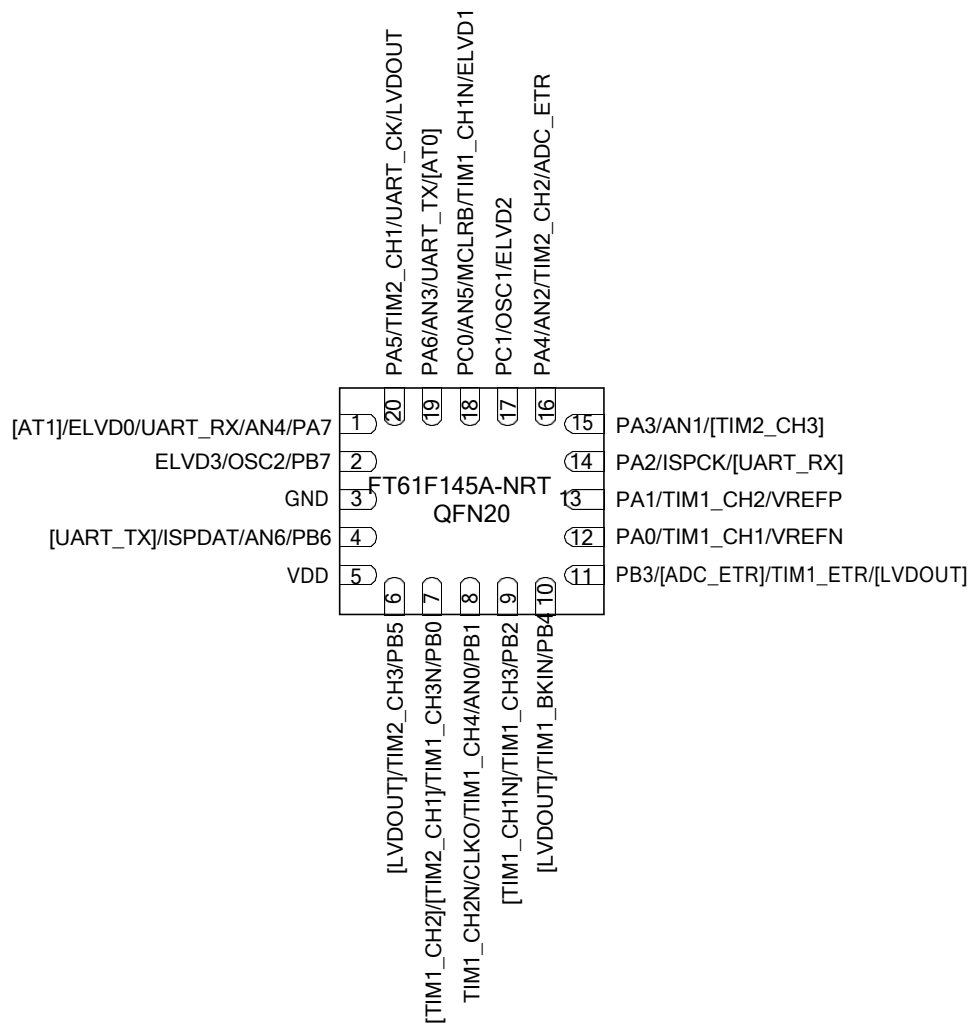 PA5/TIM2_CH1/UART_CK/LVDOUT
PA6/AN3/UART_TX/[AT0]
PC0/AN5/MCLRB/TIM1_CH1N/ELVD1
PC1/OSC1/ELVD2
PA4/AN2/TIM2_CH2/ADC_ETR
20
19
18
17
16
[AT1]/ELVD0/UART_RX/AN4/PA7 1
ELVD3/OSC2/PB7 2
GND 3
[UART_TX]/ISPDAT/AN6/PB6 4
VDD 5
FT61F145A-NRT
QFN20
15 PA3/AN1/[TIM2_CH3]
14 PA2/ISPCK/[UART_RX]
13 PA1/TIM1_CH2/VREFP
12 PA0/TIM1_CH1/VREFN
11 PB3/[ADC_ETR]/TIM1_ETR/[LVDOUT]
6
7
8
9
10
[LVDOUT]/TIM2_CH3/PB5
[TIM1_CH2]/[TIM2_CH1]/TIM1_CH3N/PB0
TIM1_CH2N/CLKO/TIM1_CH4/AN0/PB1
[TIM1_CH1N]/TIM1_CH3/PB2
[LVDOUT]/TIM1_BKIN/PB4